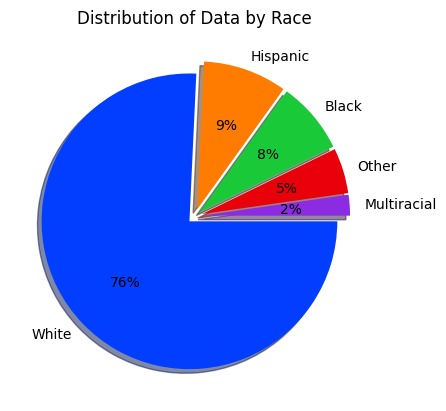 Distribution of Data by Race
Hispanic
9%
Black
8%
Other
5%
Multiracial
2%
76%
White